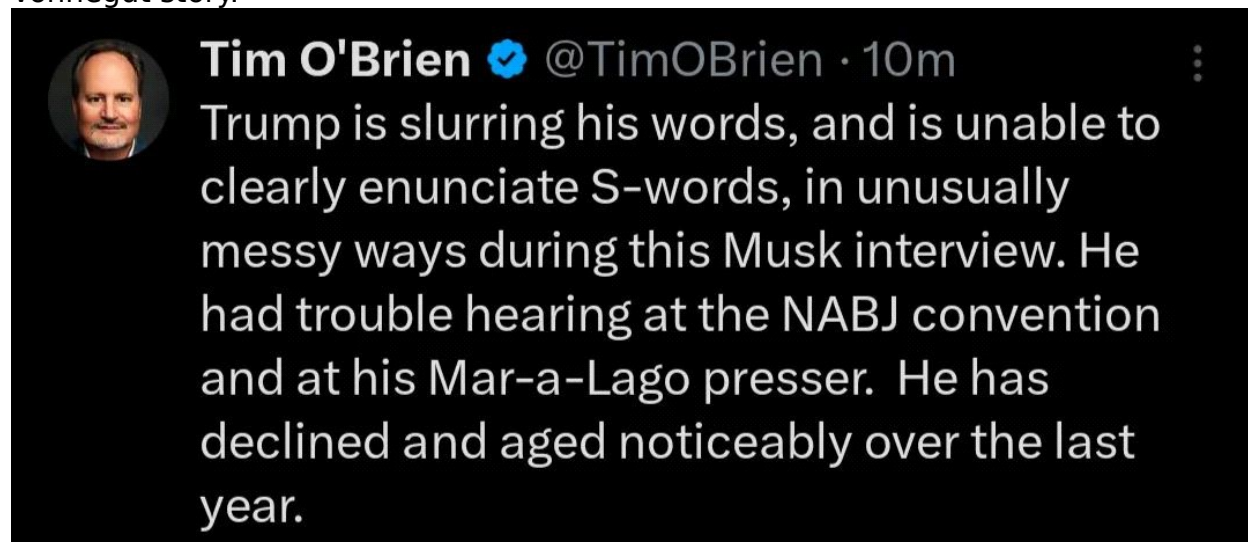 Vonnegut story.
Tim O'Brien @TimOBrien · 10m
Trump is slurring his words, and is unable to
clearly enunciate S-words, in unusually
messy ways during this Musk interview. He
had trouble hearing at the NABJ convention
and at his Mar-a-Lago presser.  He has
declined and aged noticeably over the last
year.